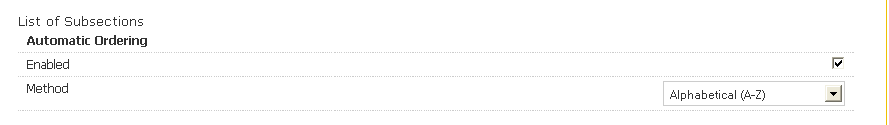 List of Subsections
Automatic Ordering
Enabled
Method
Alphabetical (A-Z)